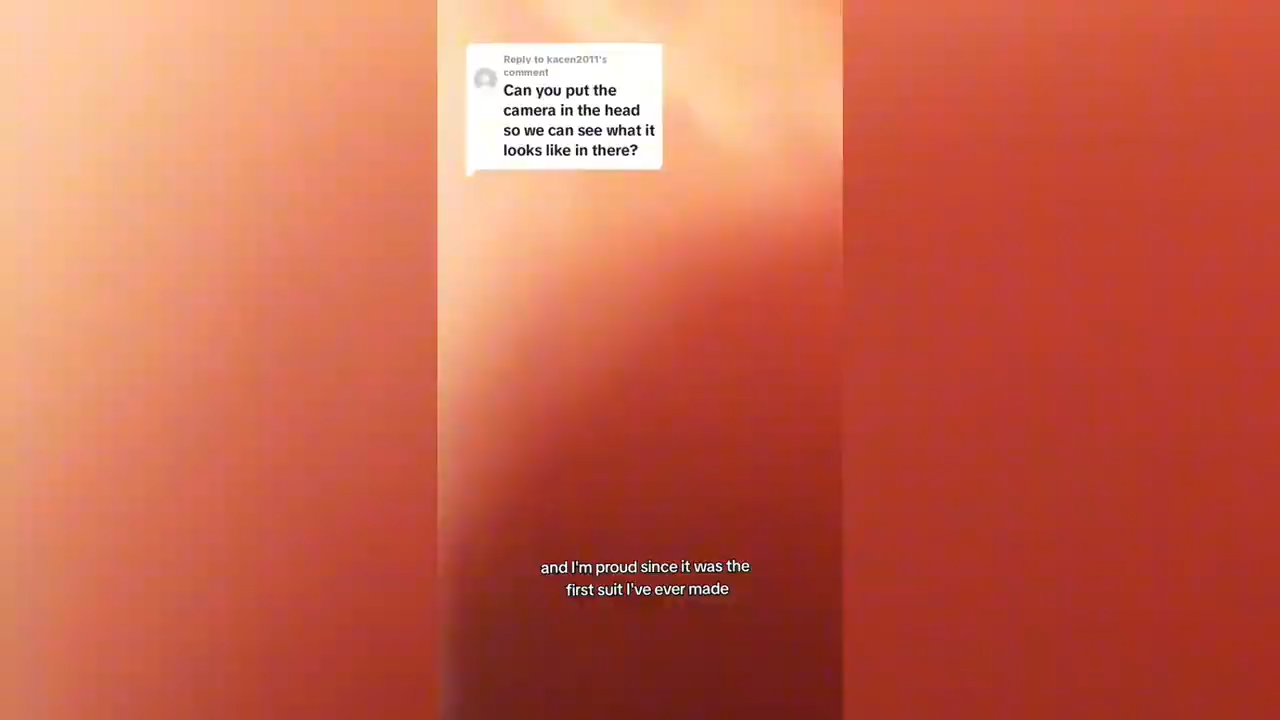 Reply to kacen2011's
comment
Can you put the
camera in the head
so we can see what it
looks like in there?
and I'm proud since it was the
first suit I've ever made